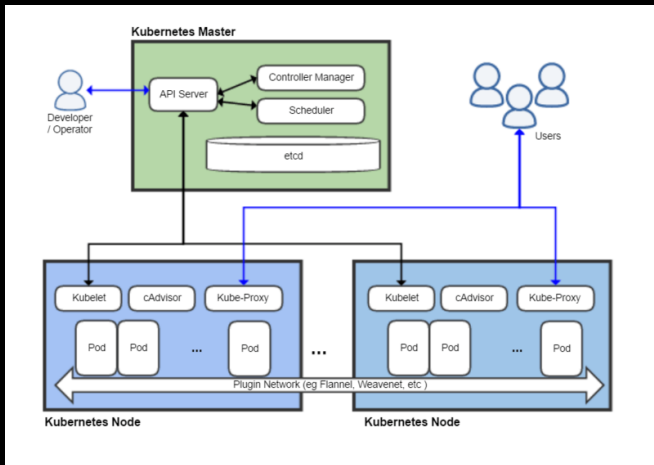 Kubernetes Master
API Server
Controller Manager
Scheduler
etcd
Developer
/ Operator
Users
Kubelet
cAdvisor
Kube-Proxy
Pod
Pod
...
Pod
...
Kubelet
cAdvisor
Kube-Proxy
Pod
Pod
...
Pod
Plugin Network (eg Flannel, Weavenet, etc )
Kubernetes Node
Kubernetes Node